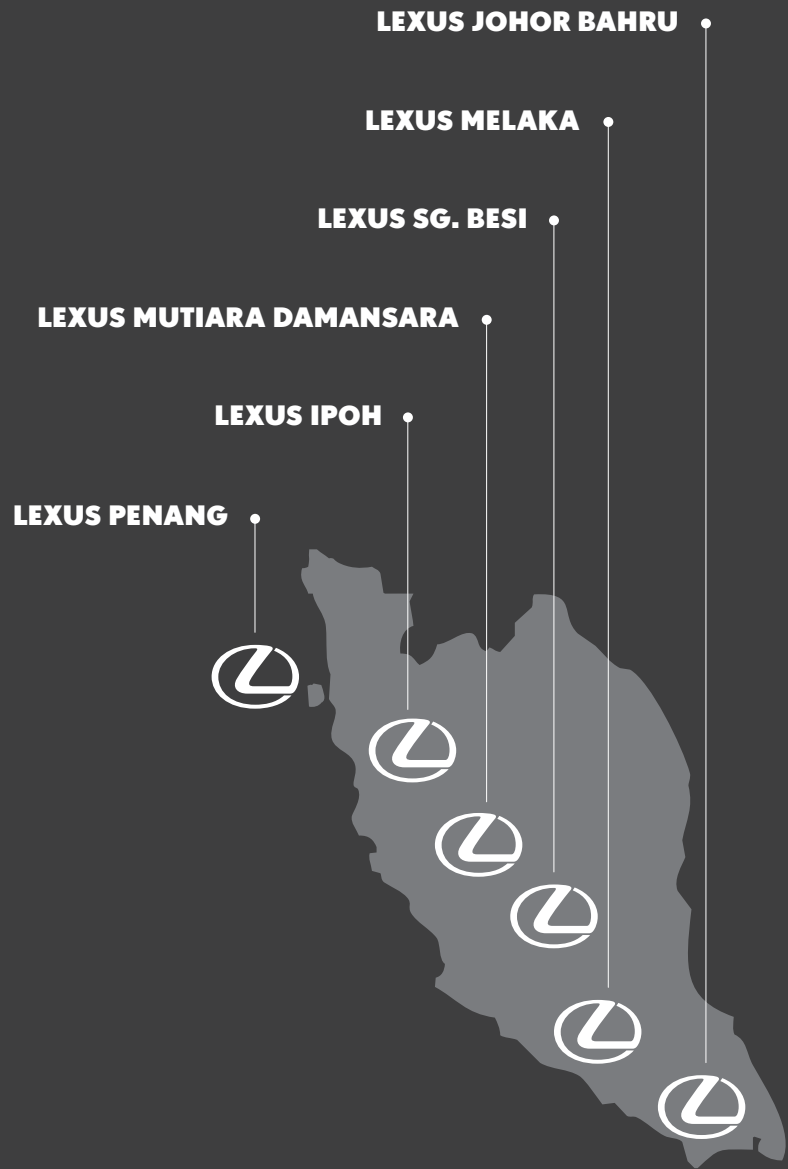 LEXUS JOHOR BAHRU
LEXUS MELAKA
LEXUS SG. BESI
LEXUS MUTIARA DAMANSARA
LEXUS IPOH
LEXUS PENANG